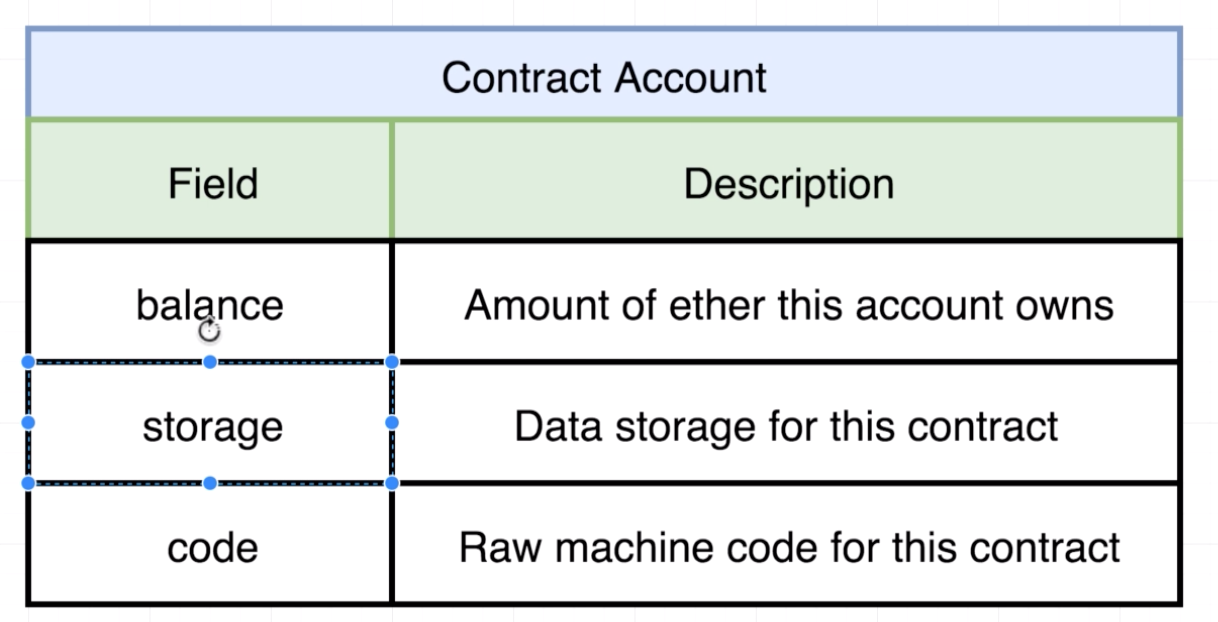 Contract Account
Field Description
balance Amount of ether this account owns
storage Data storage for this contract
code Raw machine code for this contract